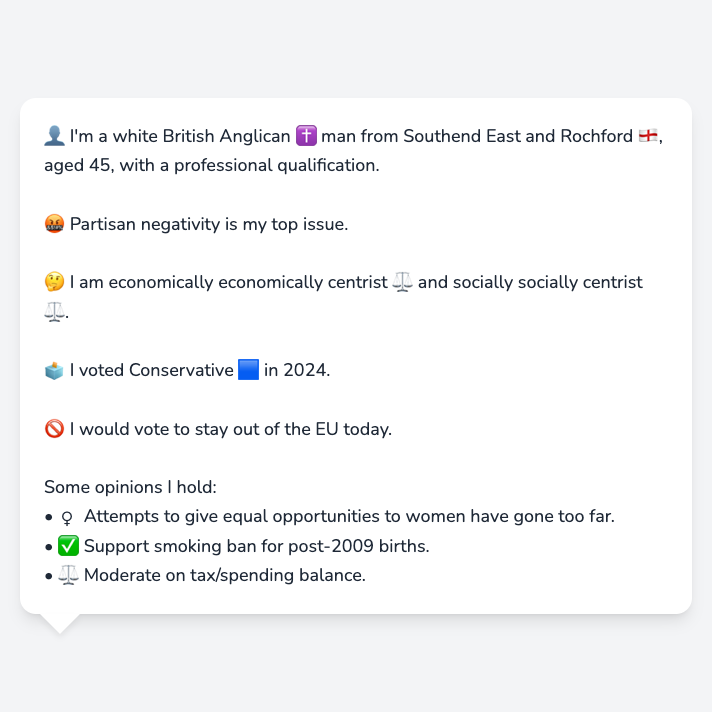 👤 I'm a white British Anglican ✝️ man from Southend East and Rochford 🏴󠁧󠁢󠁥󠁮󠁧󠁿,
aged 45, with a professional qualification.
🤬 Partisan negativity is my top issue.
🤔 I am economically economically centrist ⚖️ and socially socially centrist
⚖️.
🗳️ I voted Conservative 🟦 in 2024.
🚫 I would vote to stay out of the EU today.
Some opinions I hold:
• ♀️ Attempts to give equal opportunities to women have gone too far.
• ✅ Support smoking ban for post-2009 births.
• ⚖️ Moderate on tax/spending balance.